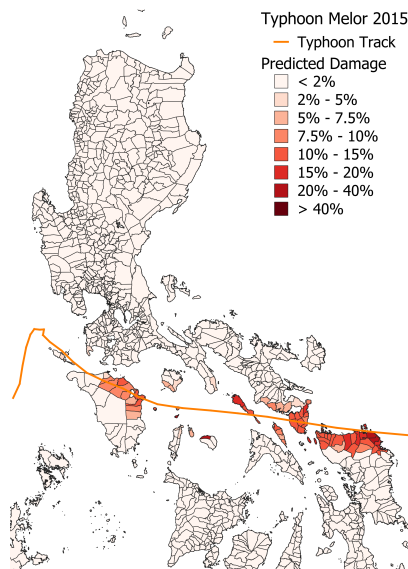 Typhoon Melor 2015
Typhoon Track
Predicted Damage
< 2%
2% - 5%
5% - 7.5%
7.5% - 10%
10% - 15%
15% - 20%
20% - 40%
> 40%